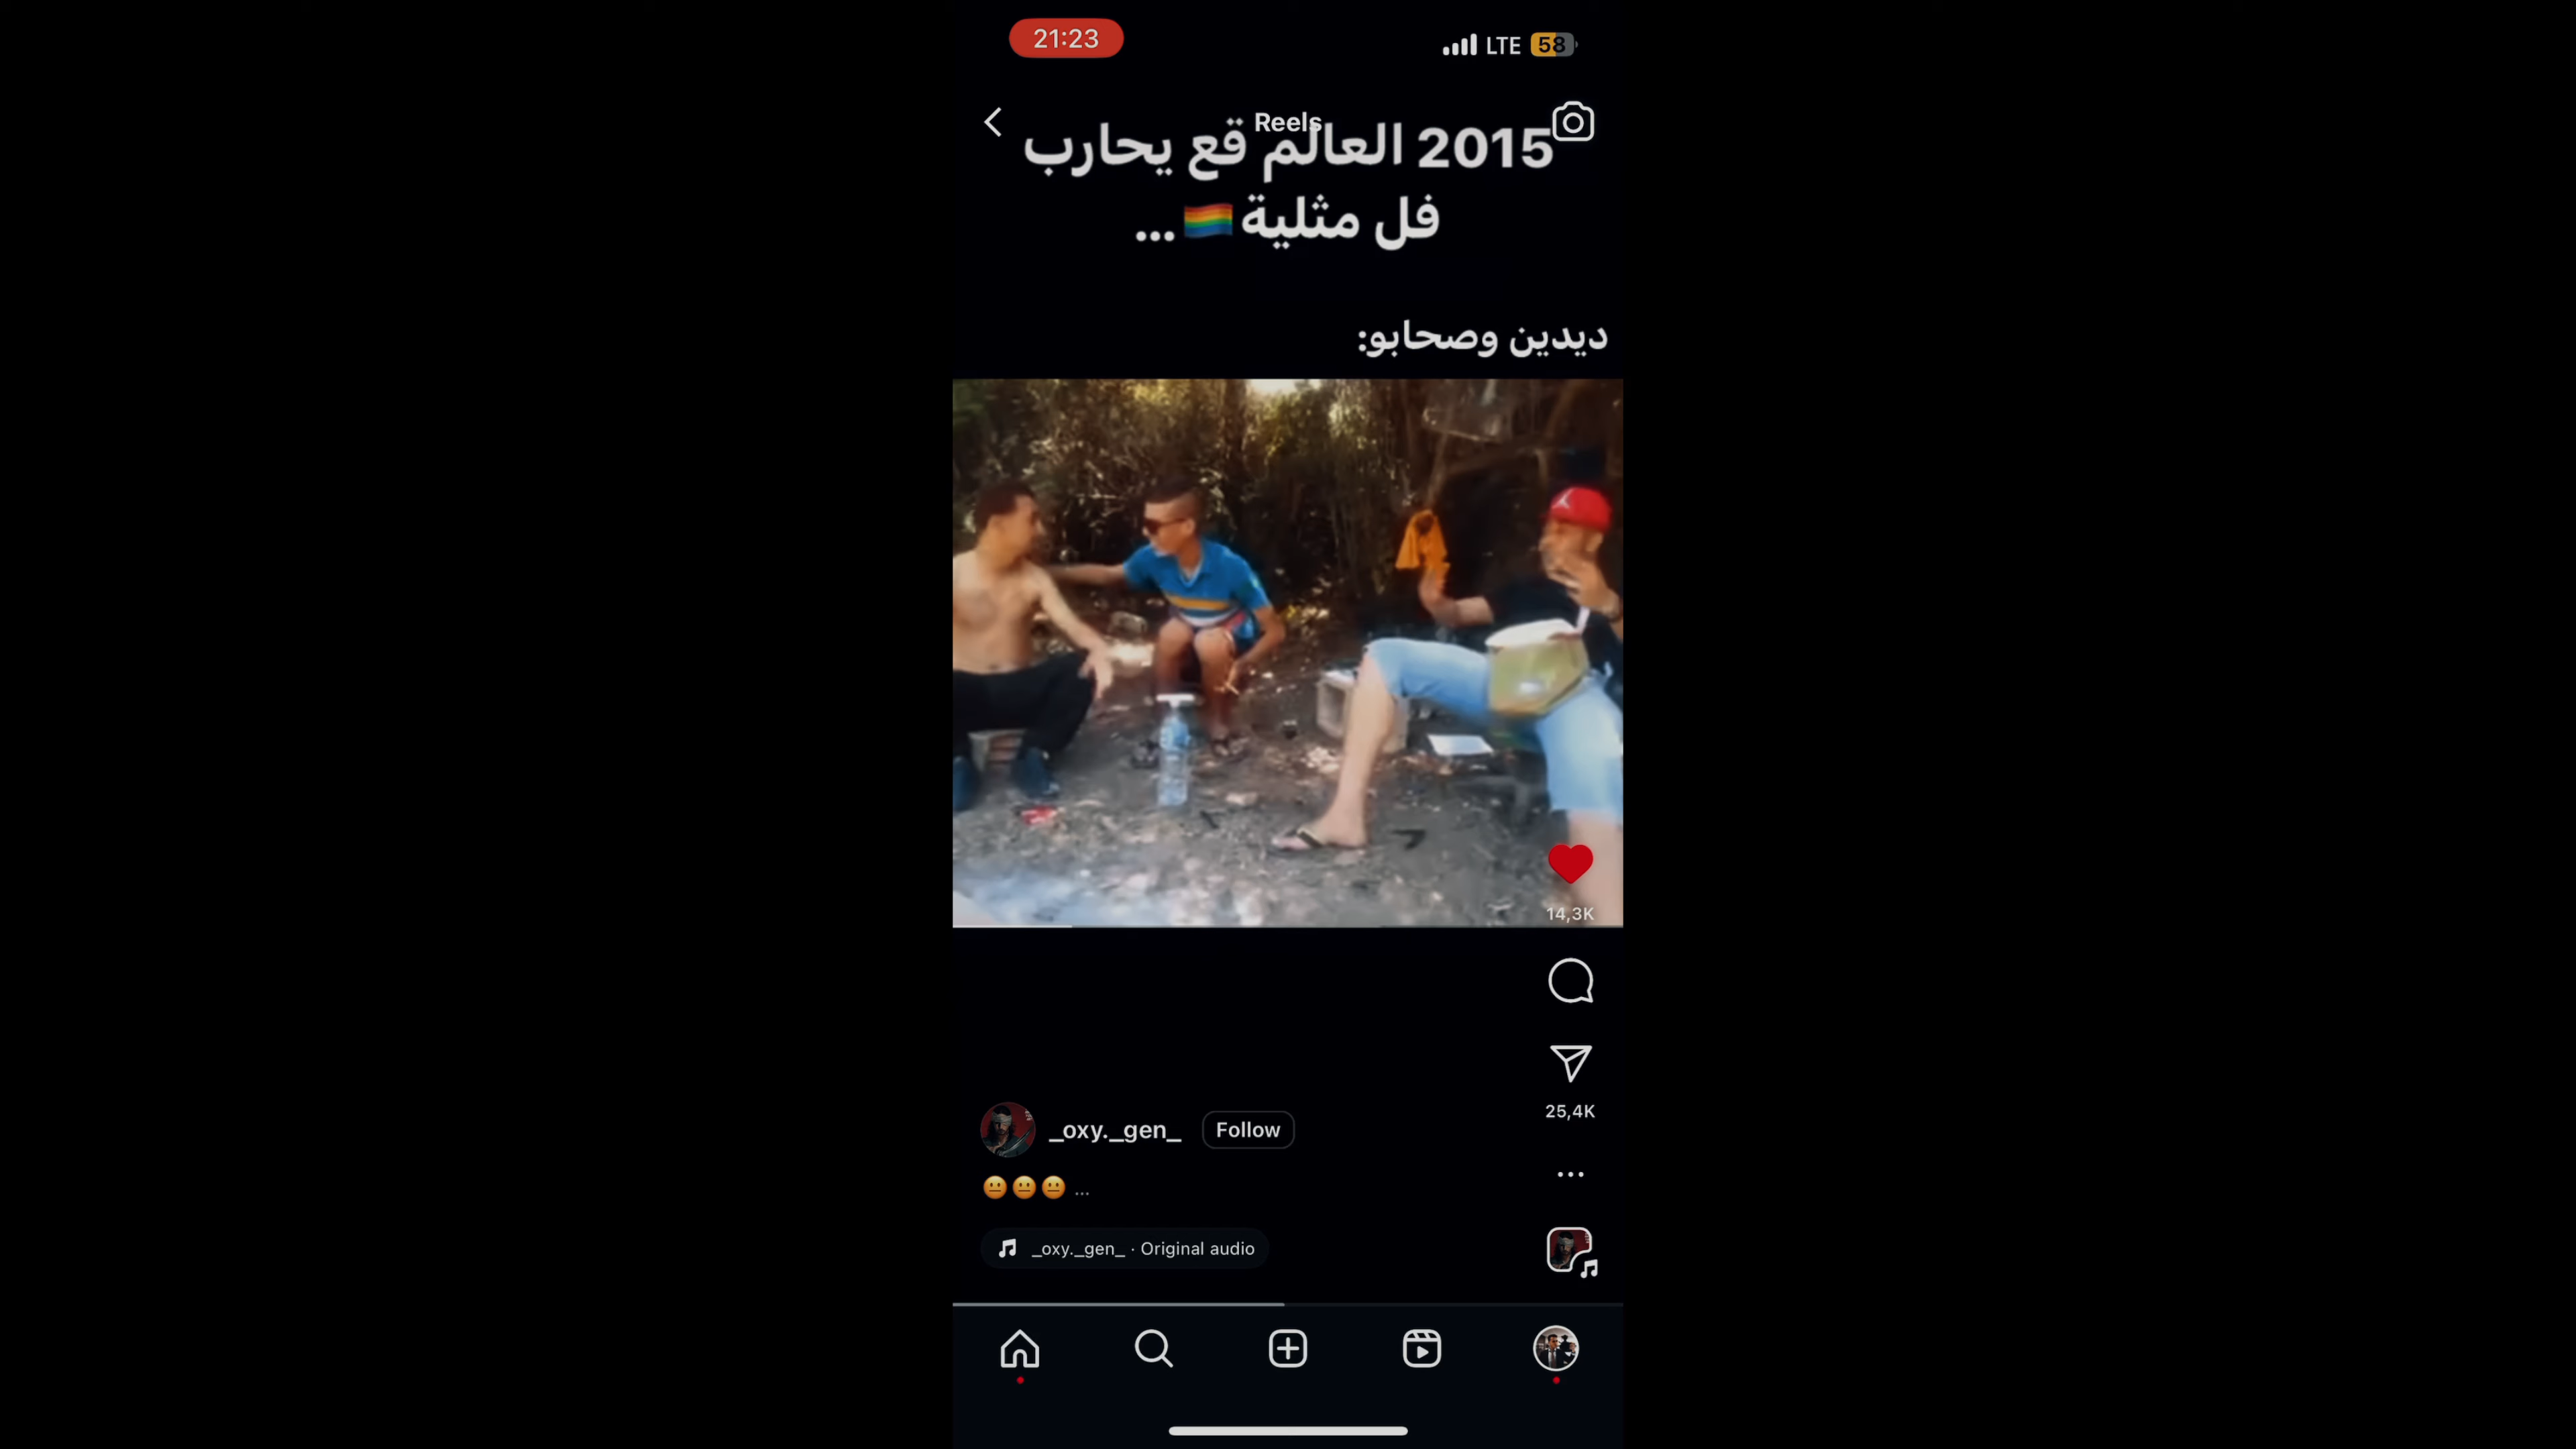 21:23
LTE 58
Reels
2015 العالم قع يحارب
فل مثلية🏳️‍🌈...
ديدين وصحابو:
14,3K
25,4K
_oxy._gen_ Follow
😐😐😐 ...
_oxy._gen_ · Original audio